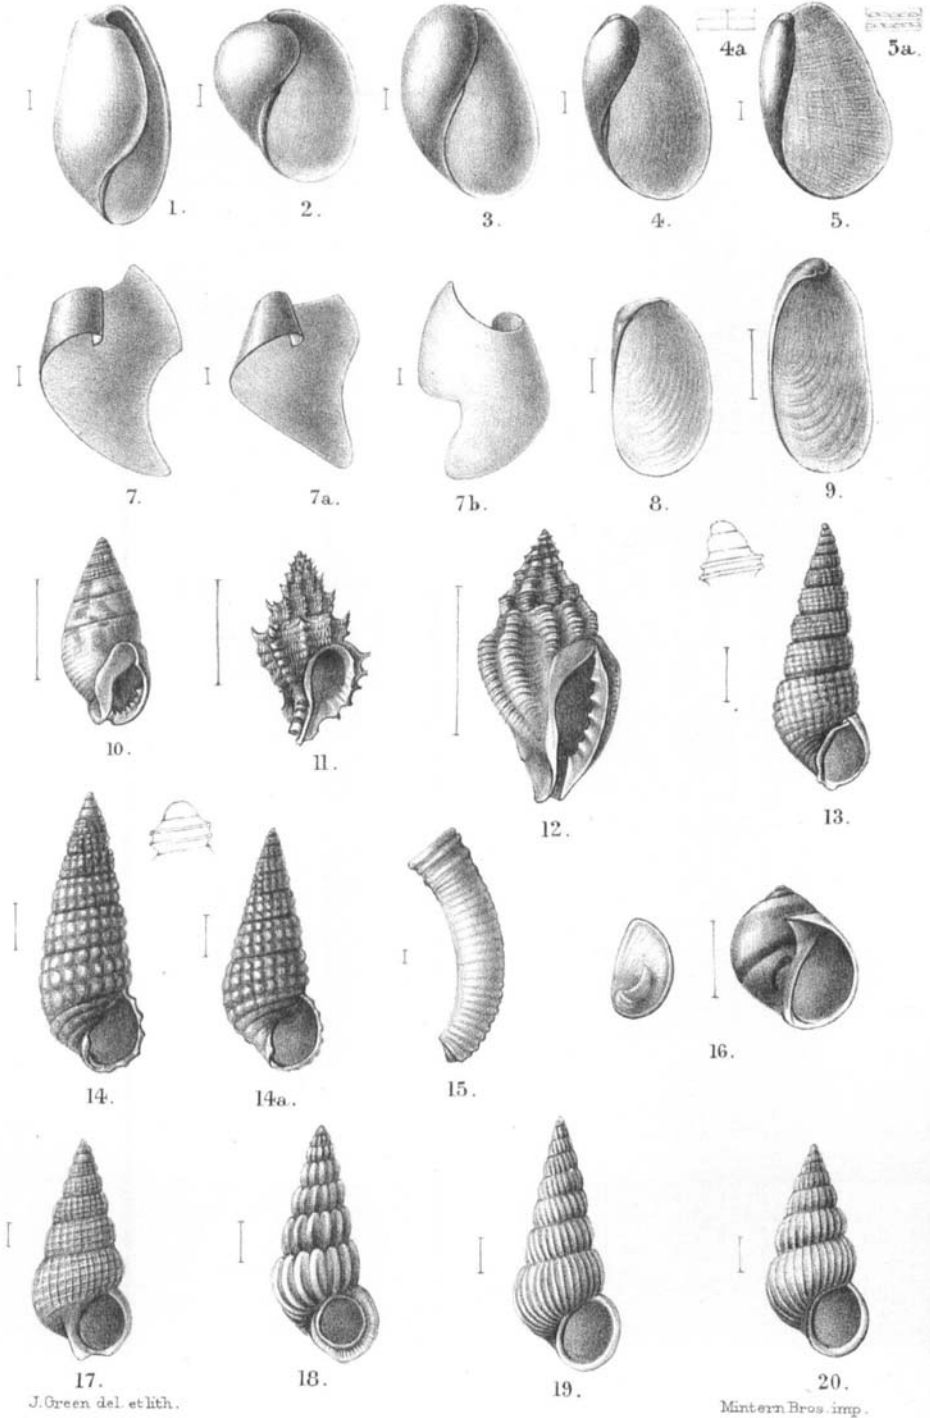 4a
5a.
1.
2.
3.
4.
5.
7.
7a.
7b.
8.
9.
10.
11.
12.
13.
14.
14a.
15.
16.
17.
18.
19.
20.
J. Green del. et lith.
Mintern Bros. imp.